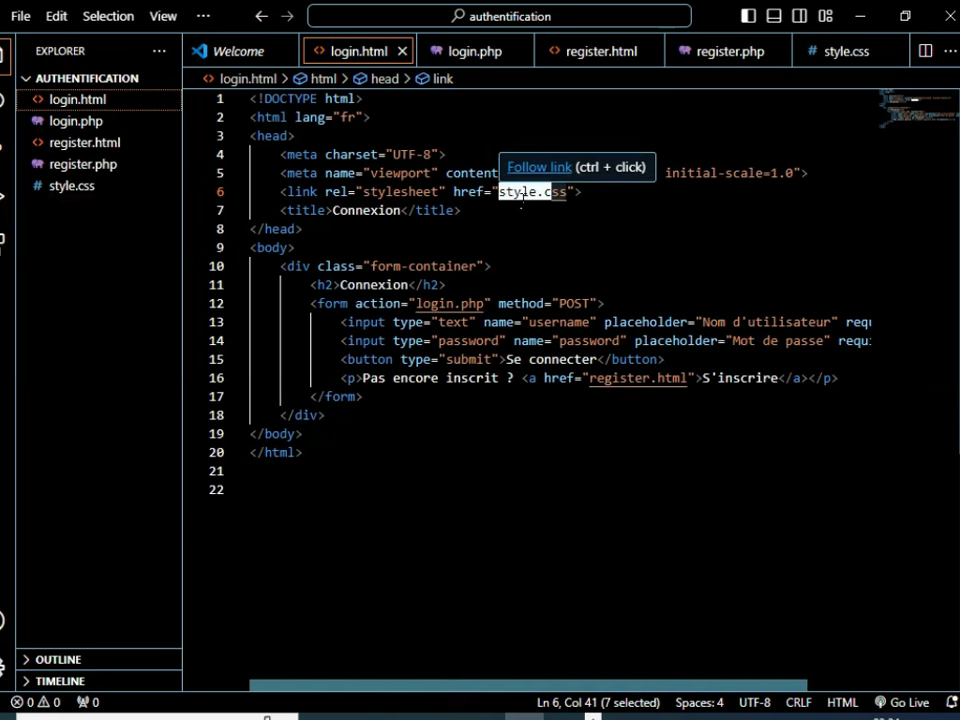 File Edit Selection View ··· authentification
EXPLORER ···
AUTHENTIFICATION
login.html
login.php
register.html
register.php
style.css
OUTLINE
TIMELINE
Welcome login.html login.php register.html register.php style.css ···
login.html > html > head > link
1 <!DOCTYPE html>
2 <html lang="fr">
3 <head>
4 <meta charset="UTF-8">
5 <meta name="viewport" content initial-scale=1.0">
Follow link (ctrl + click)
6 <link rel="stylesheet" href="style.css">
7 <title>Connexion</title>
8 </head>
9 <body>
10 <div class="form-container">
11 <h2>Connexion</h2>
12 <form action="login.php" method="POST">
13 <input type="text" name="username" placeholder="Nom d'utilisateur" requ
14 <input type="password" name="password" placeholder="Mot de passe" requi
15 <button type="submit">Se connecter</button>
16 <p>Pas encore inscrit ? <a href="register.html">S'inscrire</a></p>
17 </form>
18 </div>
19 </body>
20 </html>
21
22
0 0 0 Ln 6, Col 41 (7 selected) Spaces: 4 UTF-8 CRLF HTML Go Live